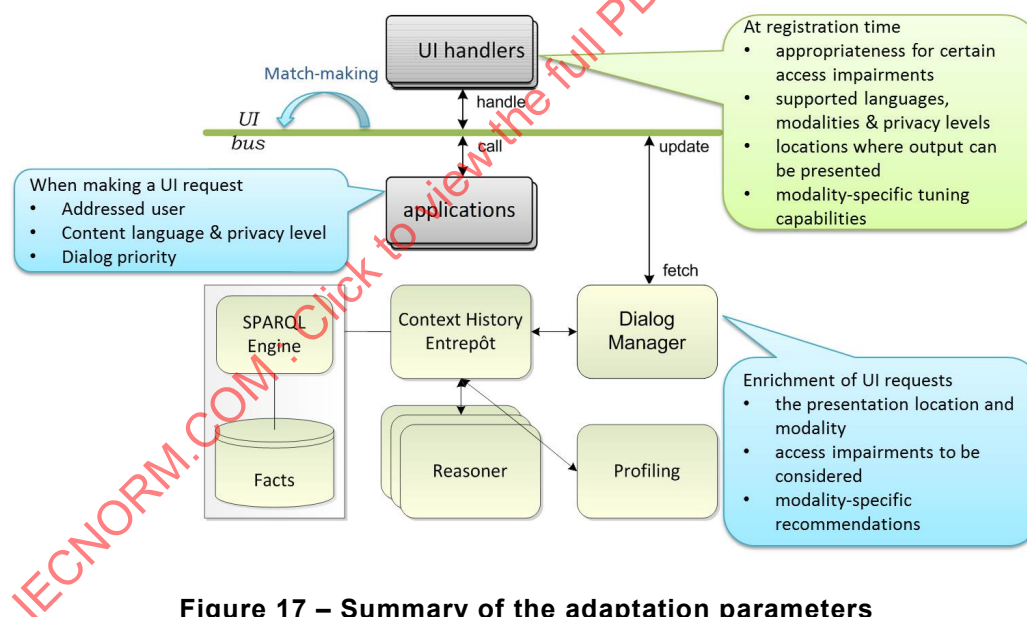 UI handlers
Match-making
handle
UI
bus
call
update
applications
fetch
At registration time
• appropriateness for certain
access impairments
• supported languages,
modalities & privacy levels
• locations where output can
be presented
• modality-specific tuning
capabilities
When making a UI request
• Addressed user
• Content language & privacy level
• Dialog priority
SPARQL
Engine
Context History
Entrepôt
Dialog
Manager
Facts
Reasoner
Profiling
Enrichment of UI requests
• the presentation location and
modality
• access impairments to be
considered
• modality-specific
recommendations
IECNORM.COM : Click to view the full
Figure 17 – Summary of the adaptation parameters